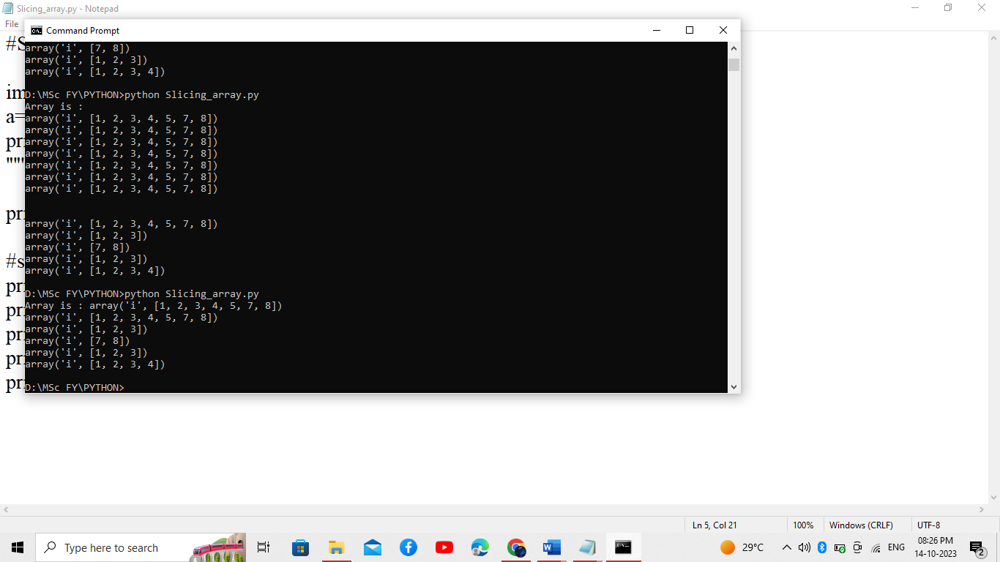 Slicing_array.py - Notepad
File
Command Prompt
#S
im
a=
pri
"""
pri
#s
pri
pri
pri
pri
pri
array('i', [7, 8])
array('i', [1, 2, 3])
array('i', [1, 2, 3, 4])
D:\MSc FY\PYTHON>python Slicing_array.py
Array is :
array('i', [1, 2, 3, 4, 5, 7, 8])
array('i', [1, 2, 3, 4, 5, 7, 8])
array('i', [1, 2, 3, 4, 5, 7, 8])
array('i', [1, 2, 3, 4, 5, 7, 8])
array('i', [1, 2, 3, 4, 5, 7, 8])
array('i', [1, 2, 3, 4, 5, 7, 8])
array('i', [1, 2, 3, 4, 5, 7, 8])
array('i', [1, 2, 3, 4, 5, 7, 8])
array('i', [1, 2, 3])
array('i', [7, 8])
array('i', [1, 2, 3])
array('i', [1, 2, 3, 4])
D:\MSc FY\PYTHON>python Slicing_array.py
Array is : array('i', [1, 2, 3, 4, 5, 7, 8])
array('i', [1, 2, 3, 4, 5, 7, 8])
array('i', [1, 2, 3])
array('i', [7, 8])
array('i', [1, 2, 3])
array('i', [1, 2, 3, 4])
D:\MSc FY\PYTHON>
Ln 5, Col 21 100% Windows (CRLF) UTF-8
Type here to search
29°C ENG
08:26 PM
14-10-2023
2